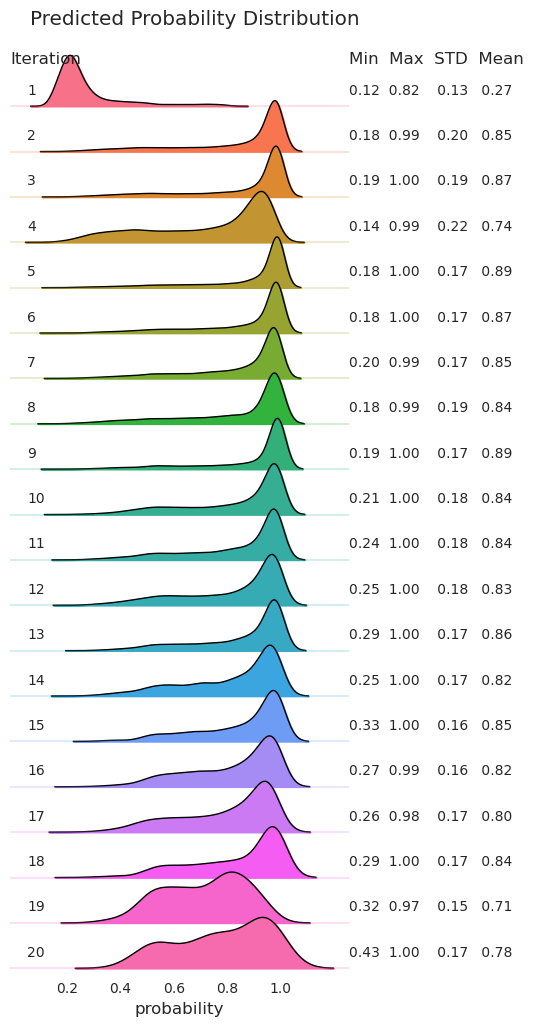 Predicted Probability Distribution
Iteration Min Max STD Mean
1 0.12 0.82 0.13 0.27
2 0.18 0.99 0.20 0.85
3 0.19 1.00 0.19 0.87
4 0.14 0.99 0.22 0.74
5 0.18 1.00 0.17 0.89
6 0.18 1.00 0.17 0.87
7 0.20 0.99 0.17 0.85
8 0.18 0.99 0.19 0.84
9 0.19 1.00 0.17 0.89
10 0.21 1.00 0.18 0.84
11 0.24 1.00 0.18 0.84
12 0.25 1.00 0.18 0.83
13 0.29 1.00 0.17 0.86
14 0.25 1.00 0.17 0.82
15 0.33 1.00 0.16 0.85
16 0.27 0.99 0.16 0.82
17 0.26 0.98 0.17 0.80
18 0.29 1.00 0.17 0.84
19 0.32 0.97 0.15 0.71
20 0.43 1.00 0.17 0.78
0.2 0.4 0.6 0.8 1.0
probability